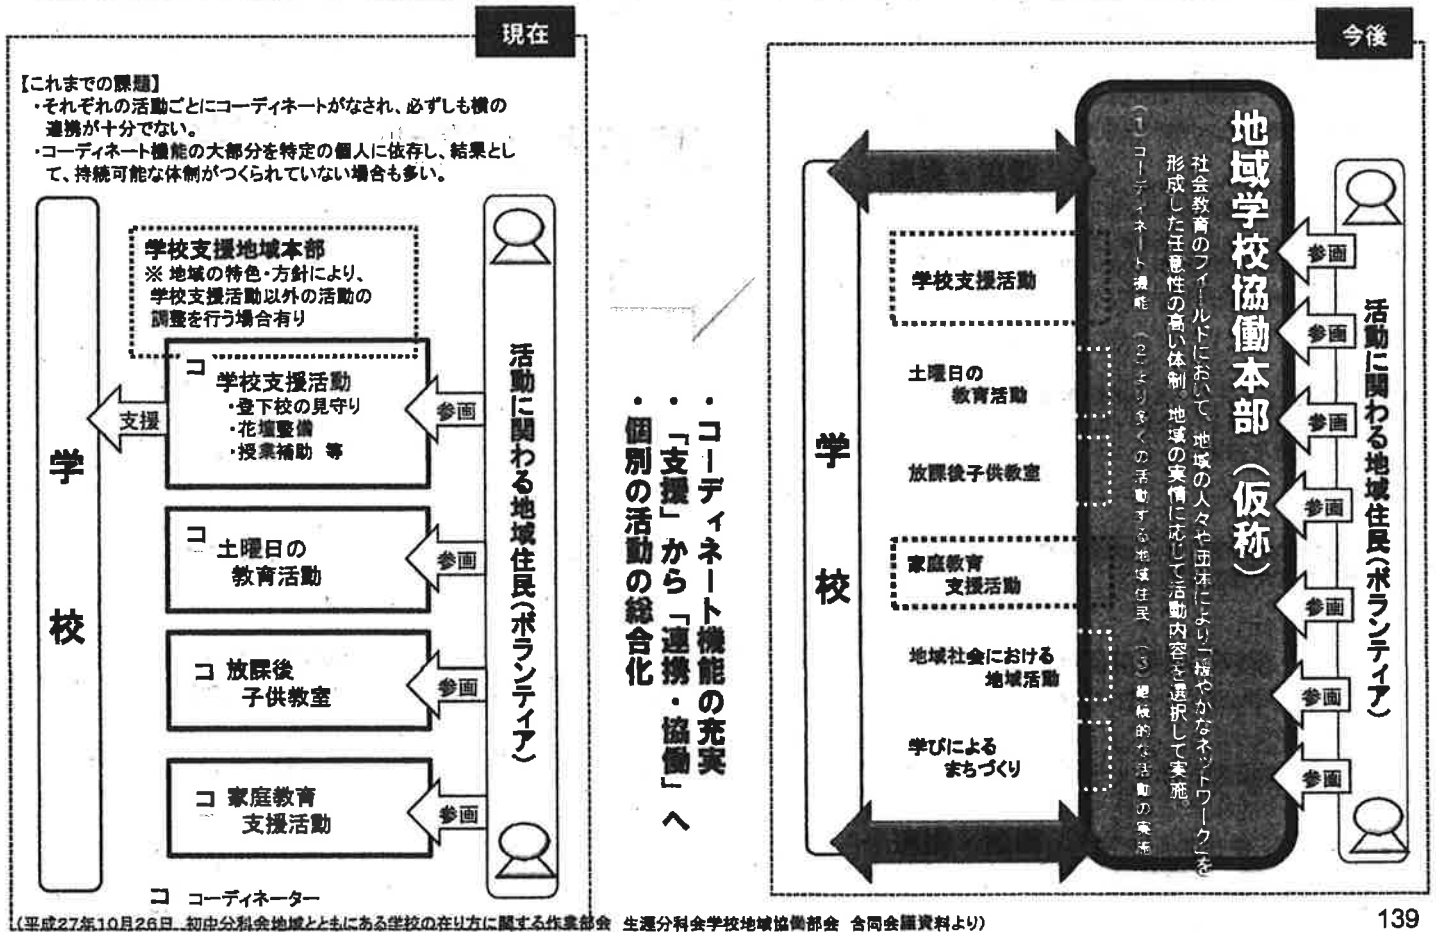 現在
【これまでの課題】
・それぞれの活動ごとにコーディネートがなされ、必ずしも横の
連携が十分でない。
・コーディネート機能の大部分を特定の個人に依存し、結果とし
て、持続可能な体制がつくられていない場合も多い。
学校支援地域本部
※ 地域の特色・方針により、
学校支援活動以外の活動の
調整を行う場合有り
学校
支援
コ 学校支援活動
・登下校の見守り
・花壇整備
・授業補助 等
参画
コ 土曜日の
教育活動
参画
コ 放課後
子供教室
参画
コ 家庭教育
支援活動
参画
活動に関わる地域住民(ボランティア)
コ コーディネーター
・コーディネート機能の充実
・「支援」から「連携・協働」へ
・個別の活動の総合化
今後
学校
学校支援活動
土曜日の
教育活動
放課後子供教室
家庭教育
支援活動
地域社会における
地域活動
学びによる
まちづくり
地域学校協働本部(仮称)
社会教育のフィールドにおいて、地域の人々や団体により「緩やかなネットワーク」を
形成した任意性の高い体制。地域の実情に応じて活動内容を選択して実施。
(1)コーディネート機能 (2)より多くの活動する地域住民 (3)継続的な活動の実施
参画
参画
参画
参画
参画
参画
参画
活動に関わる地域住民(ボランティア)
(平成27年10月26日 初中分科会地域とともにある学校の在り方に関する作業部会 生涯分科会学校地域協働部会 合同会議資料より)
139